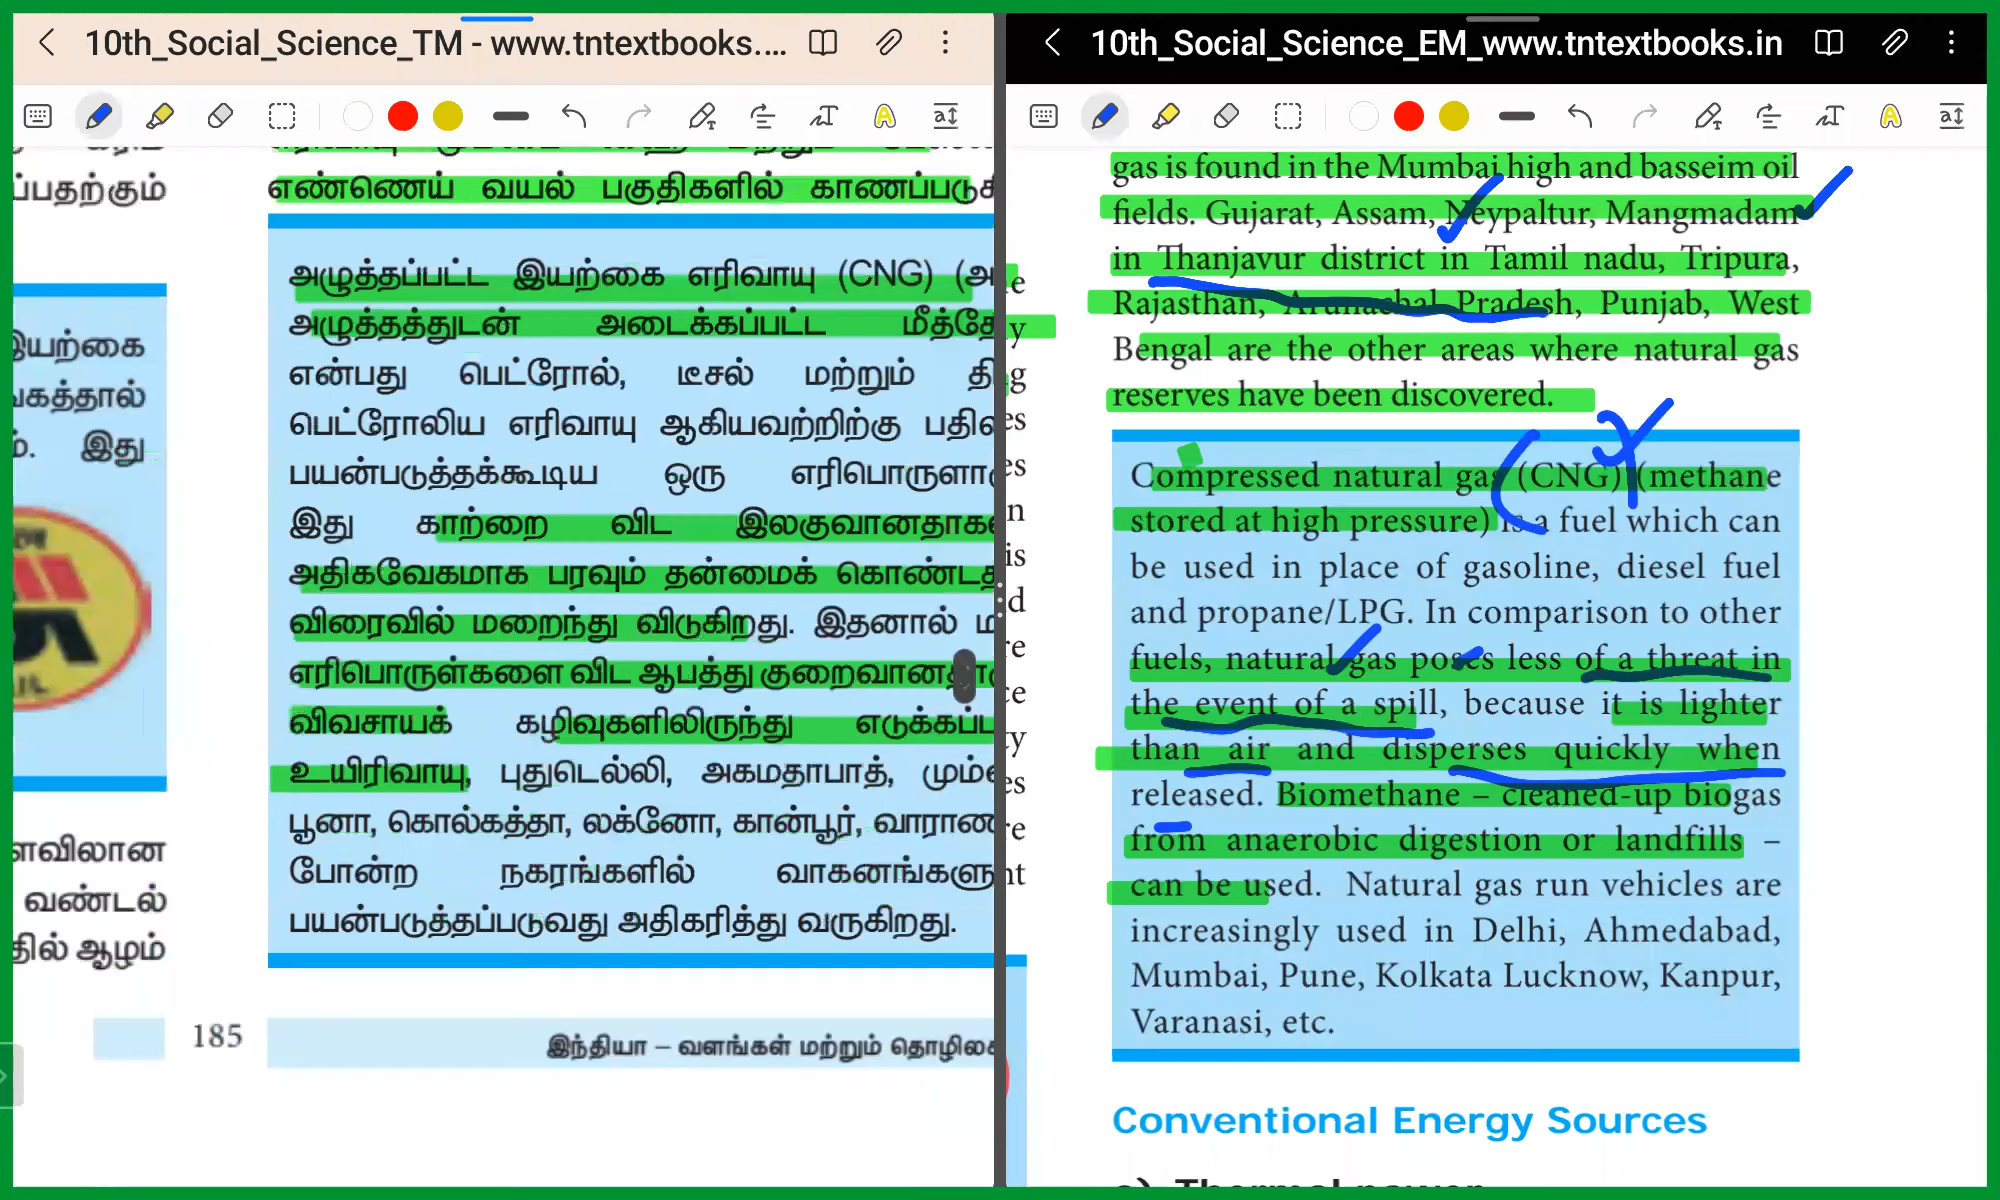 10th_Social_Science_TM - www.tntextbooks....
ப்பதற்கும்
இயற்கை
இது
வண்டல்
தில் ஆழம்
எண்ணெய் வயல் பகுதிகளில்
அழுத்தப்பட்ட இயற்கை எரிவாயு (CNG)
அழுத்தத்துடன் அடைக்கப்பட்ட
என்பது பெட்ரோல், டீசல் மற்றும்
பெட்ரோலிய எரிவாயு ஆகியவற்றிற்கு
பயன்படுத்தக்கூடிய ஒரு
இது காற்றை விட
அதிகவேகமாக பரவும் தன்மைக்
விரைவில் மறைந்து விடுகிறது. இதனால்
எரிபொருள்களை விட ஆபத்து
விவசாயக் கழிவுகளிலிருந்து
உயிரிவாயு, புதுடெல்லி, அகமதாபாத்,
பூனா, கொல்கத்தா, லக்னோ, கான்பூர்,
போன்ற நகரங்களில்
பயன்படுத்தப்படுவது அதிகரித்து வருகிறது.
185
இந்தியா – வளங்கள் மற்றும்
10th_Social_Science_EM_www.tntextbooks.in
gas is found in the Mumbai high and basseim oil
fields. Gujarat, Assam, Neypaltur, Mangmadam
in Thanjavur district in Tamil nadu, Tripura,
Rajasthan, Arunachal Pradesh, Punjab, West
Bengal are the other areas where natural gas
reserves have been discovered.
Compressed natural gas (CNG) (methane
stored at high pressure) is a fuel which can
be used in place of gasoline, diesel fuel
and propane/LPG. In comparison to other
fuels, natural gas poses less of a threat in
the event of a spill, because it is lighter
than air and disperses quickly when
released. Biomethane – cleaned-up biogas
from anaerobic digestion or landfills –
can be used. Natural gas run vehicles are
increasingly used in Delhi, Ahmedabad,
Mumbai, Pune, Kolkata Lucknow, Kanpur,
Varanasi, etc.
Conventional Energy Sources
Thermal power